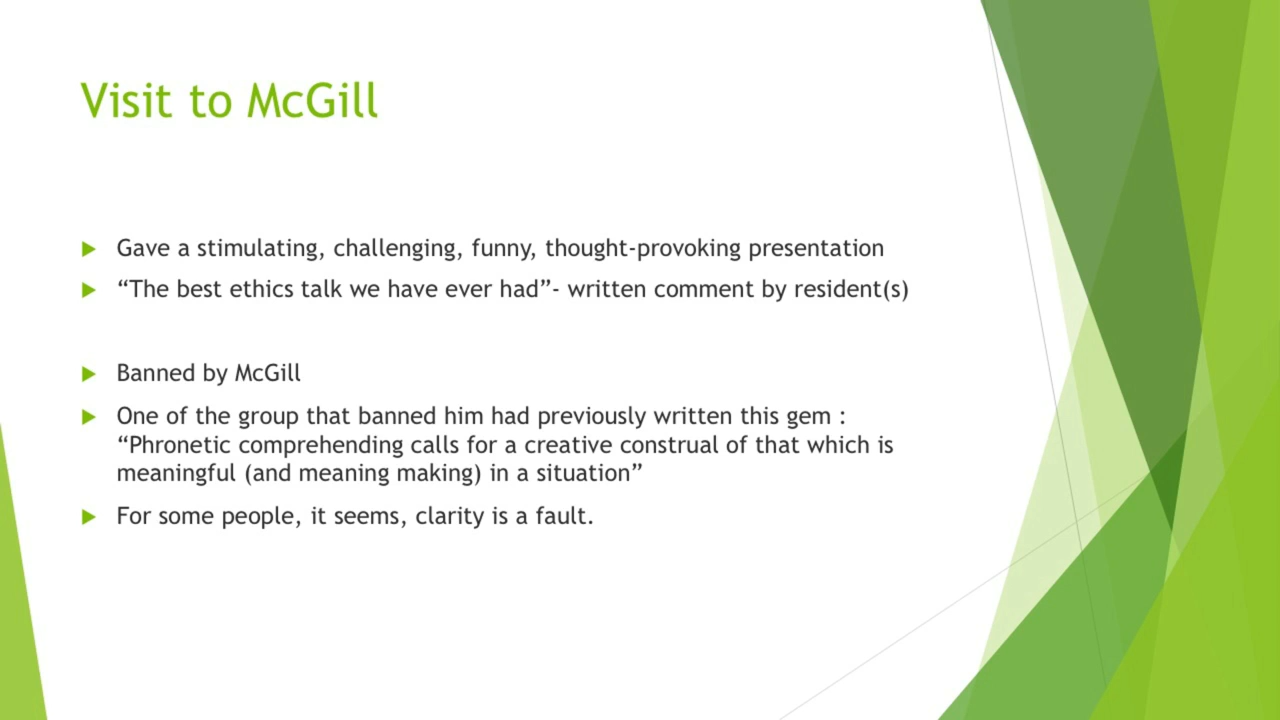 Visit to McGill
Gave a stimulating, challenging, funny, thought-provoking presentation
“The best ethics talk we have ever had”- written comment by resident(s)
Banned by McGill
One of the group that banned him had previously written this gem :
“Phronetic comprehending calls for a creative construal of that which is
meaningful (and meaning making) in a situation”
For some people, it seems, clarity is a fault.